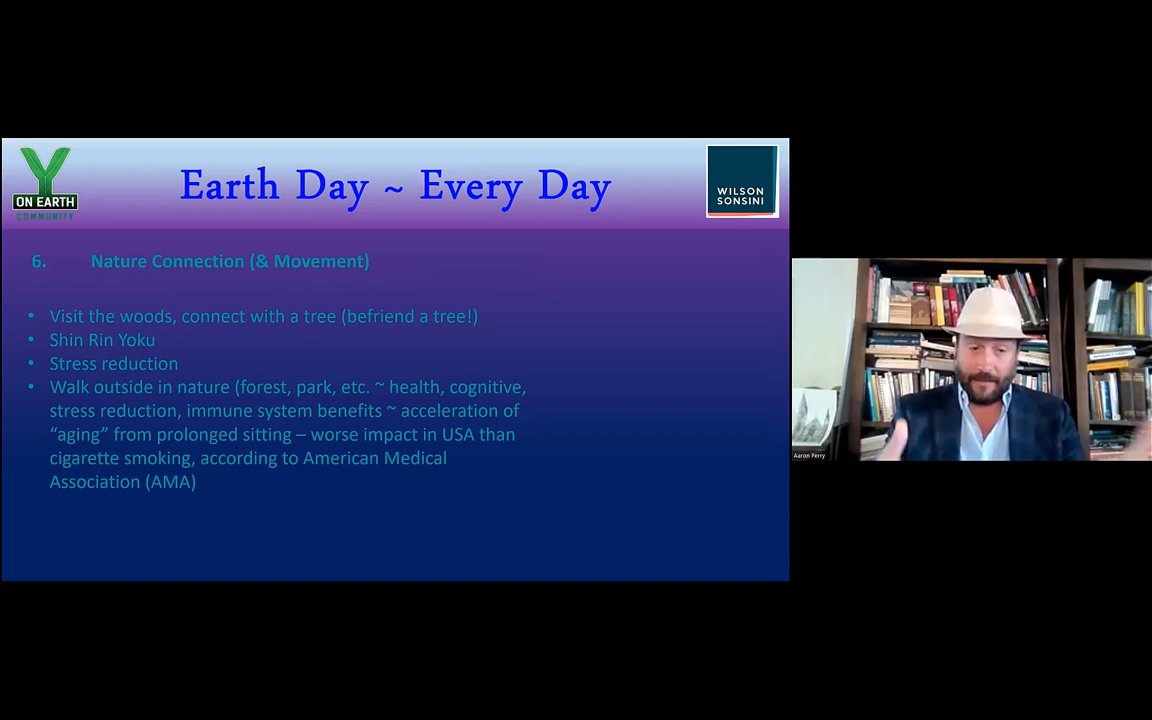 Y
ON EARTH
COMMUNITY
Earth Day ~ Every Day
WILSON
SONSINI
6. Nature Connection (& Movement)
• Visit the woods, connect with a tree (befriend a tree!)
• Shin Rin Yoku
• Stress reduction
• Walk outside in nature (forest, park, etc. ~ health, cognitive,
stress reduction, immune system benefits ~ acceleration of
“aging” from prolonged sitting – worse impact in USA than
cigarette smoking, according to American Medical
Association (AMA)
Aaron Perry